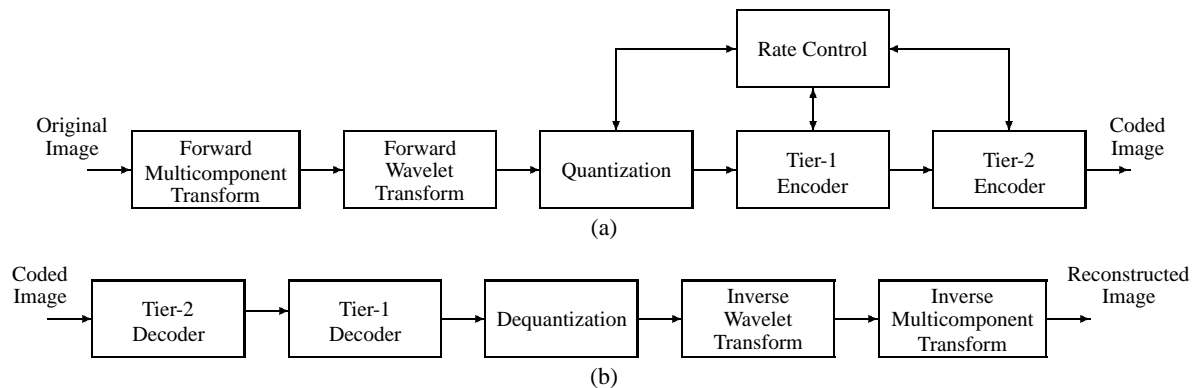 Rate Control
Original
Image
Forward
Multicomponent
Transform
Forward
Wavelet
Transform
Quantization
Tier-1
Encoder
Tier-2
Encoder
Coded
Image
(a)
Coded
Image
Tier-2
Decoder
Tier-1
Decoder
Dequantization
Inverse
Wavelet
Transform
Inverse
Multicomponent
Transform
Reconstructed
Image
(b)